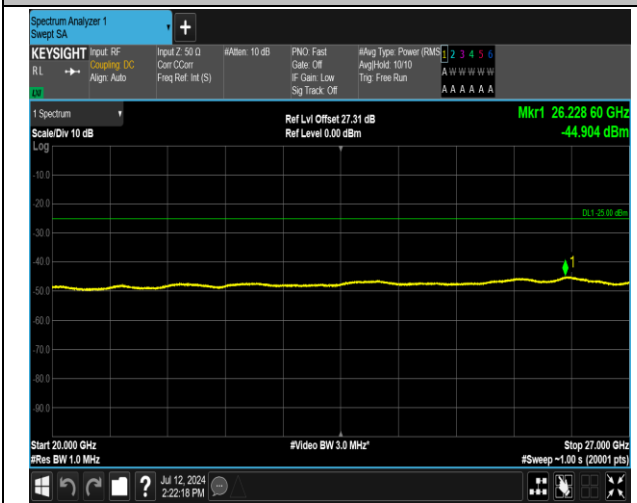 Spectrum Analyzer 1
Swept SA
+
KEYSIGHT
RL
LXI
Input: RF
Coupling: DC
Align: Auto
Input Z: 50 Ω
Corr CCorr
Freq Ref: Int (S)
#Atten: 10 dB
PNO: Fast
Gate: Off
IF Gain: Low
Sig Track: Off
#Avg Type: Power (RMS
Avg|Hold: 10/10
Trig: Free Run
1 2 3 4 5 6
A W W W W W
A A A A A A
1 Spectrum
Scale/Div 10 dB
Log
Ref Lvl Offset 27.31 dB
Ref Level 0.00 dBm
Mkr1 26.228 60 GHz
-44.904 dBm
-10.0
-20.0
DL1 -25.00 dBm
-30.0
-40.0
1
-50.0
-60.0
-70.0
-80.0
-90.0
Start 20.000 GHz
#Res BW 1.0 MHz
#Video BW 3.0 MHz*
Stop 27.000 GHz
#Sweep ~1.00 s (20001 pts)
?
Jul 12, 2024
2:22:18 PM